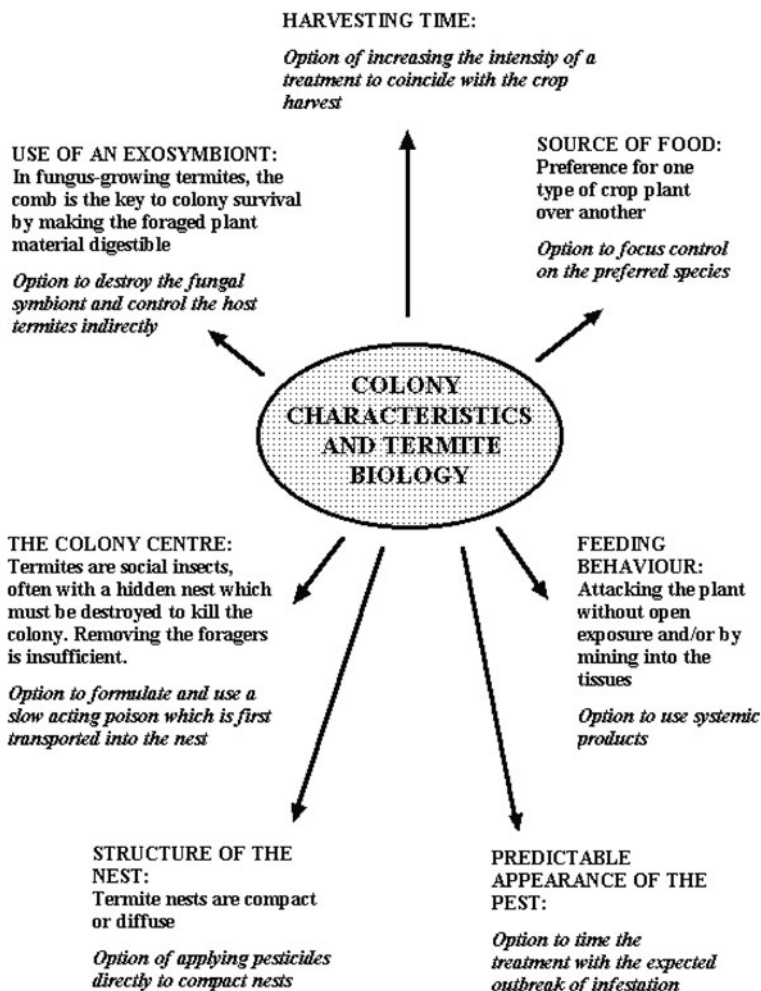 HARVESTING TIME:
Option of increasing the intensity of a
treatment to coincide with the crop
harvest
USE OF AN EXOSYMBIONT:
In fungus-growing termites, the
comb is the key to colony survival
by making the foraged plant
material digestible
Option to destroy the fungal
symbiont and control the host
termites indirectly
SOURCE OF FOOD:
Preference for one
type of crop plant
over another
Option to focus control
on the preferred species
COLONY
CHARACTERISTICS
AND TERMITE
BIOLOGY
THE COLONY CENTRE:
Termites are social insects,
often with a hidden nest which
must be destroyed to kill the
colony. Removing the foragers
is insufficient.
Option to formulate and use a
slow acting poison which is first
transported into the nest
FEEDING
BEHAVIOUR:
Attacking the plant
without open
exposure and/or by
mining into the
tissues
Option to use systemic
products
STRUCTURE OF THE
NEST:
Termite nests are compact
or diffuse
Option of applying pesticides
directly to compact nests
PREDICTABLE
APPEARANCE OF THE
PEST:
Option to time the
treatment with the expected
outbreak of infestation